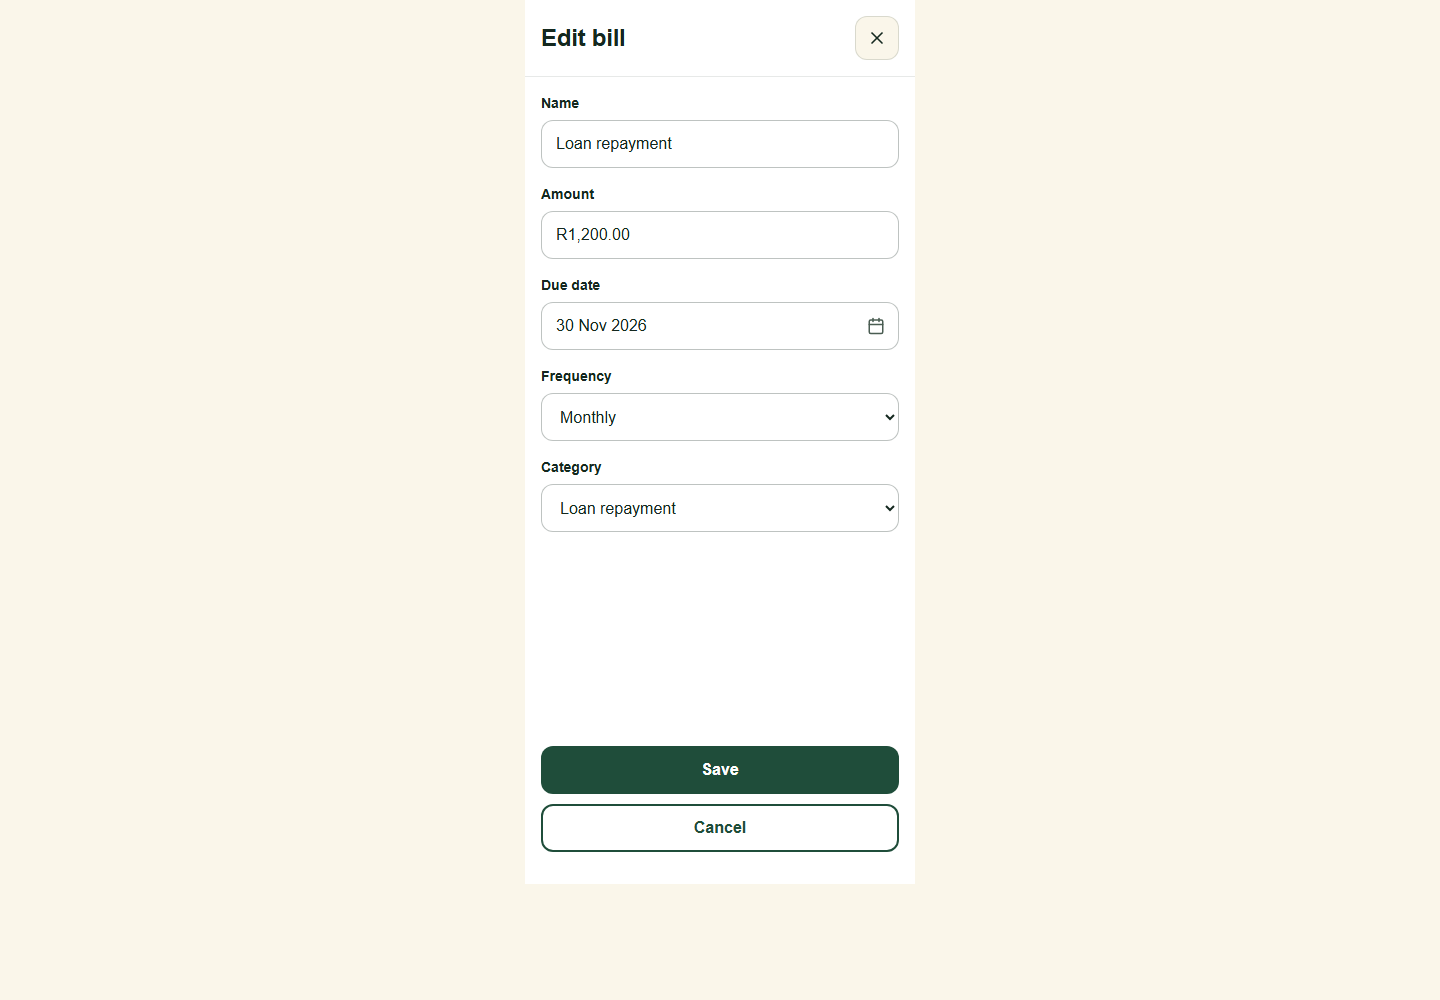 Edit bill
Name
Loan repayment
Amount
R1,200.00
Due date
30 Nov 2026
Frequency
Monthly
Category
Loan repayment
Save
Cancel